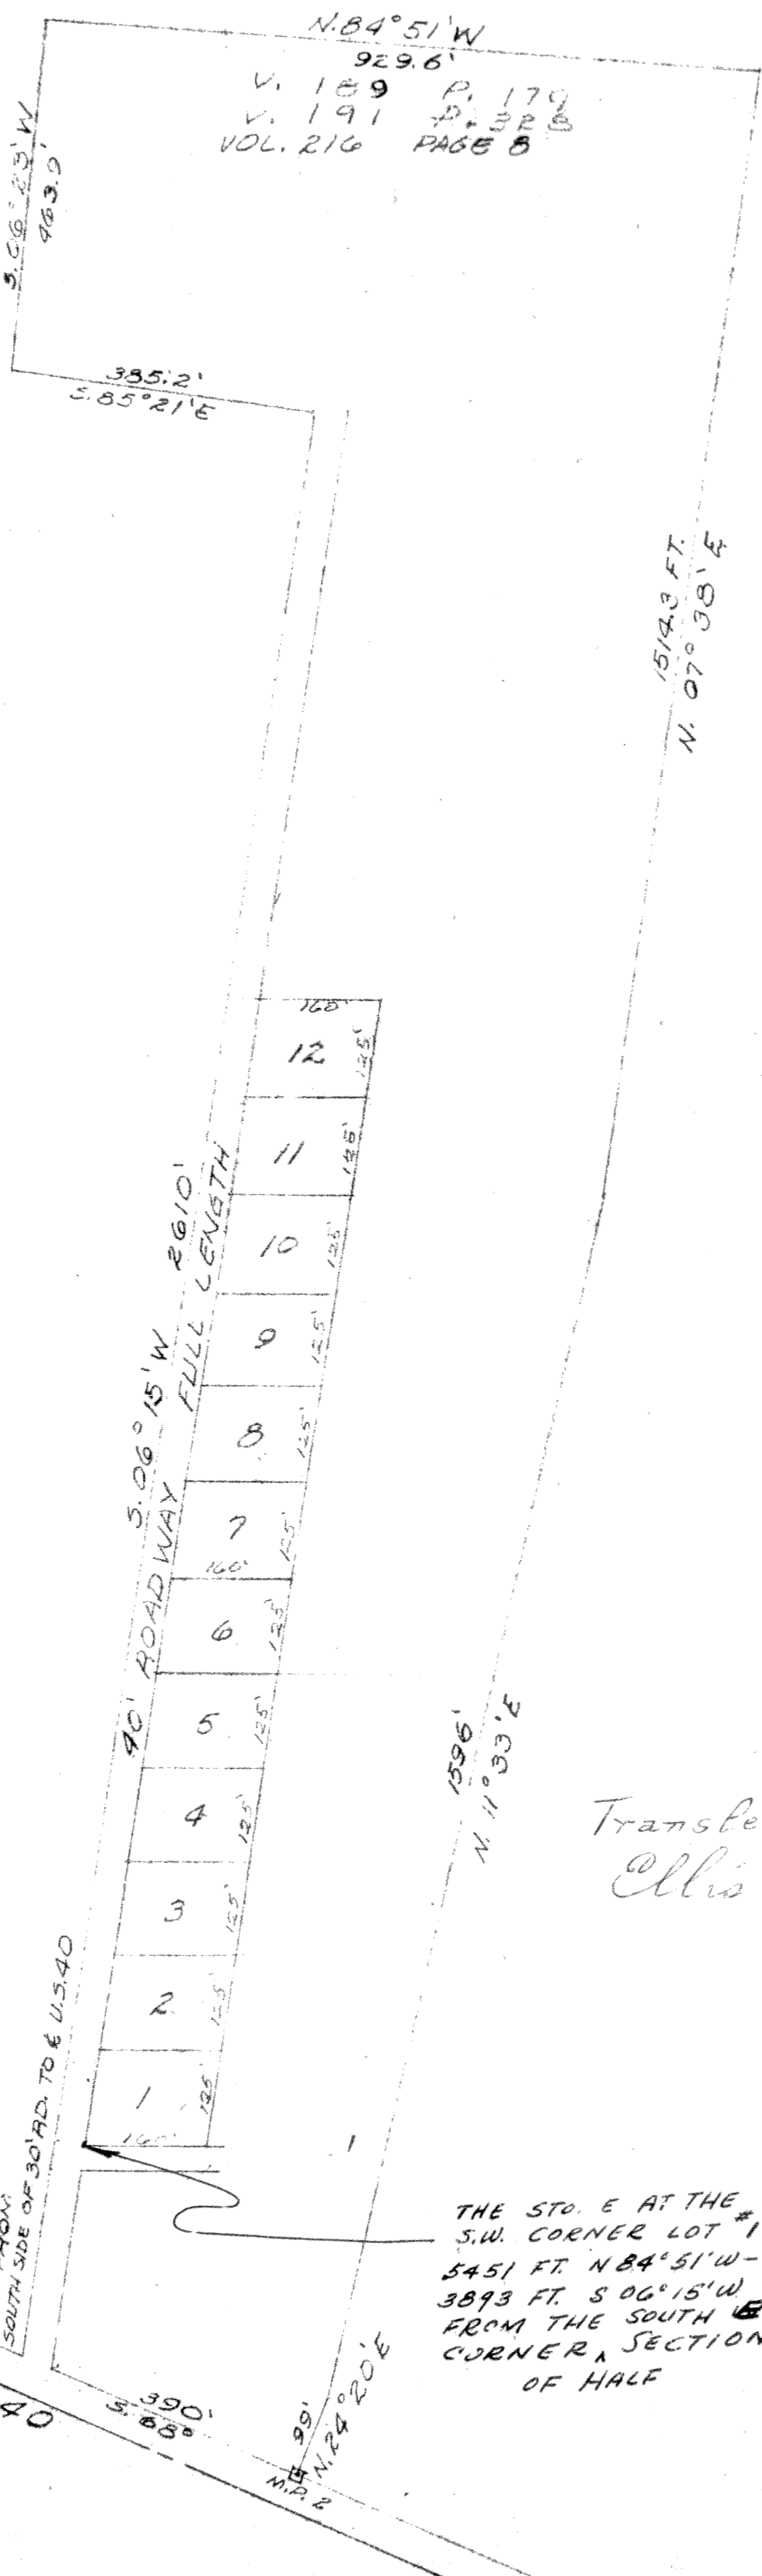 N. 84° 51' W
929.6'
V. 189 P. 179
V. 191 P. 328
VOL. 216 PAGE 8
S. 06° 23' W
463.9'
385.2'
S. 85° 21' E
1514.3 FT.
N. 07° 38' E
160'
12 125'
11 125'
10 125'
9 125'
8 125'
7 125'
160'
6 125'
5 125'
4 125'
3 125'
2 125'
1 125'
160'
S. 06° 15' W 2610'
40' ROADWAY FULL LENGTH
1596'
N. 11° 33' E
Ellis
SOUTH SIDE OF 30' RD. TO ℄ U.S. 40
1
THE STO. E AT THE
S.W. CORNER LOT #1
5451 FT. N 84° 51' W -
3893 FT. S 06° 15' W
FROM THE SOUTH
CORNER, SECTION
OF HALF
390'
S. 68°
99'
N. 24° 20' E
M.P. 2
40